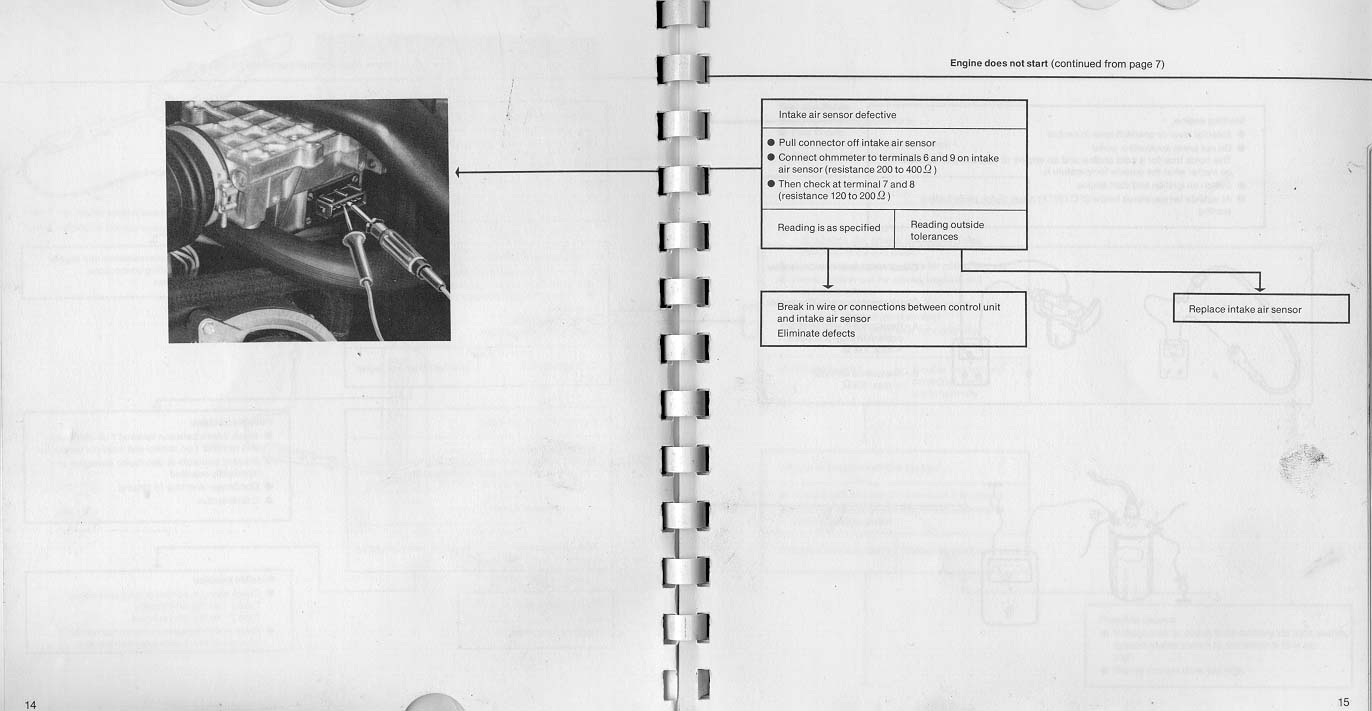 Engine does not start (continued from page 7)
Intake air sensor defective
● Pull connector off intake air sensor
● Connect ohmmeter to terminals 6 and 9 on intake
air sensor (resistance 200 to 400 Ω)
● Then check at terminal 7 and 8
(resistance 120 to 200 Ω)
Reading is as specified
Reading outside
tolerances
Break in wire or connections between control unit
and intake air sensor
Eliminate defects
Replace intake air sensor
14
15